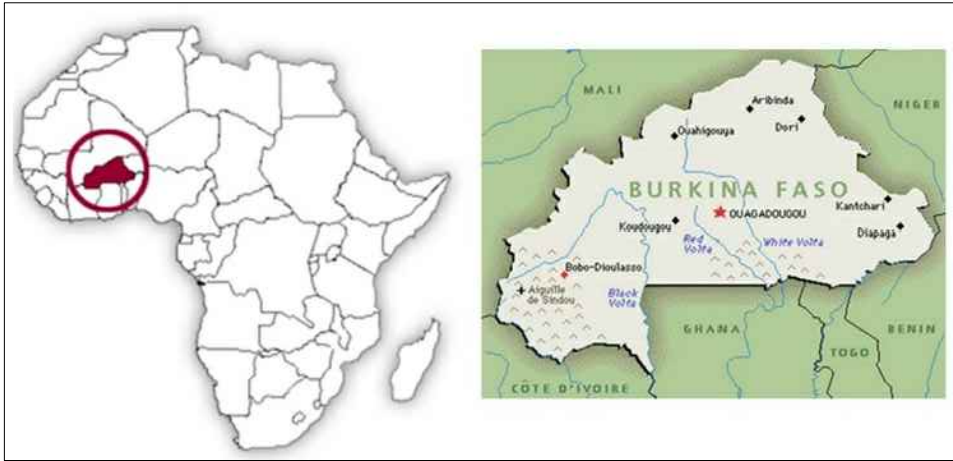 MALI
NIGER
Aribinda
Dori
Ouahigouya
BURKINA FASO
Kantchari
OUAGADOUGOU
Koudougou
Diapaga
Red
Volta
White Volta
Bobo-Dioulasso
Aiguille
de Sindou
Black
Volta
GHANA
BENIN
TOGO
CÔTE D'IVOIRE